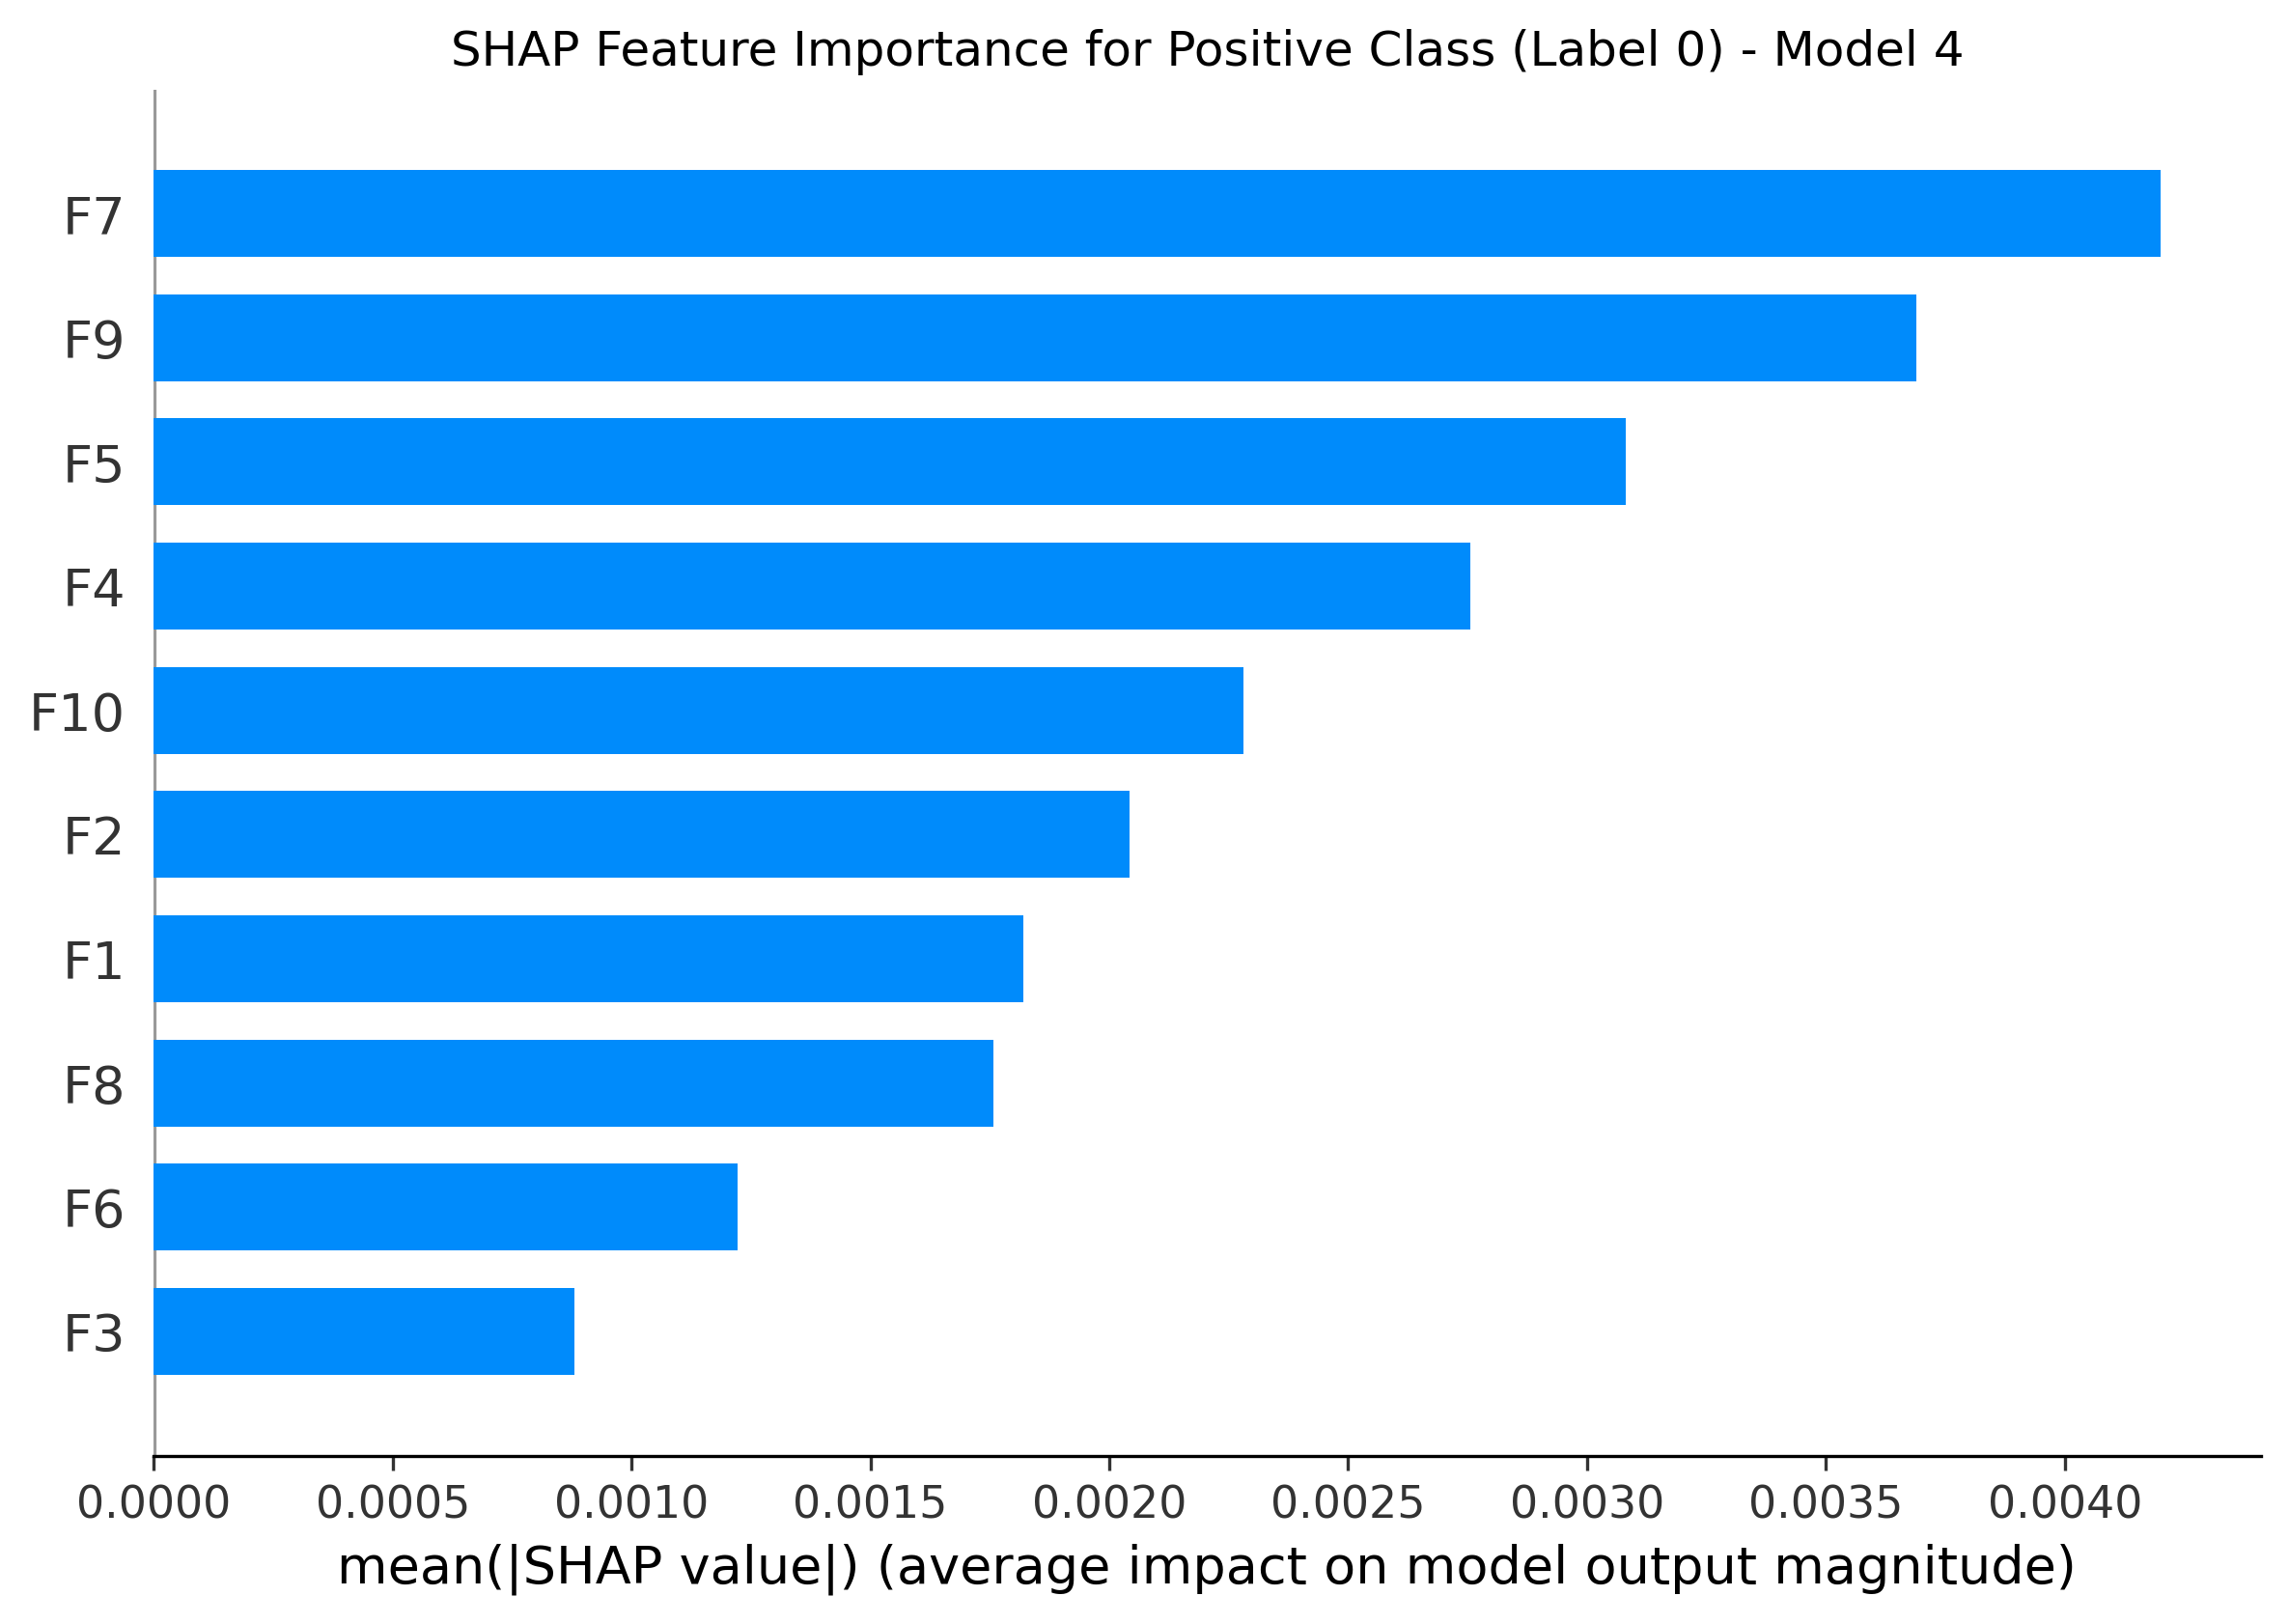 SHAP Feature Importance for Positive Class (Label 0) - Model 4
F7
F9
F5
F4
F10
F2
F1
F8
F6
F3
0.0000 0.0005 0.0010 0.0015 0.0020 0.0025 0.0030 0.0035 0.0040
mean(|SHAP value|) (average impact on model output magnitude)